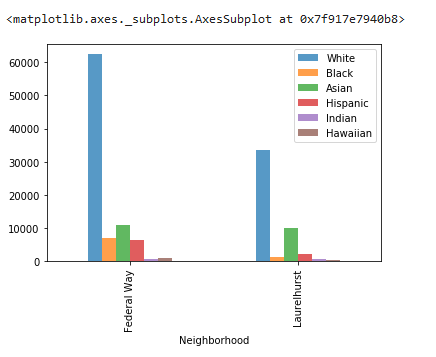 <matplotlib.axes._subplots.AxesSubplot at 0x7f917e7940b8>
White
Black
Asian
Hispanic
Indian
Hawaiian
60000
50000
40000
30000
20000
10000
0
Federal Way
Laurelhurst
Neighborhood